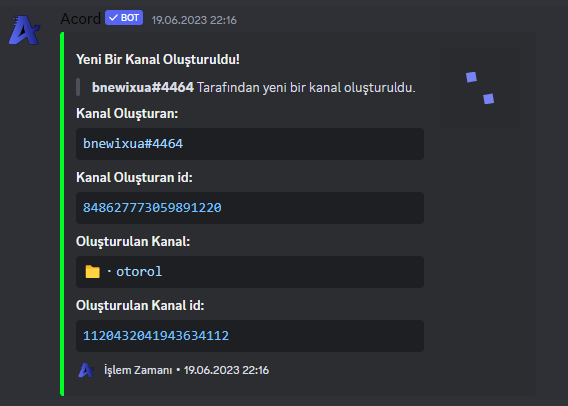 Acord ✓ BOT 19.06.2023 22:16
Yeni Bir Kanal Oluşturuldu!
bnewixua#4464 Tarafından yeni bir kanal oluşturuldu.
Kanal Oluşturan:
bnewixua#4464
Kanal Oluşturan id:
848627773059891220
Oluşturulan Kanal:
📁・otorol
Oluşturulan Kanal id:
1120432041943634112
İşlem Zamanı • 19.06.2023 22:16